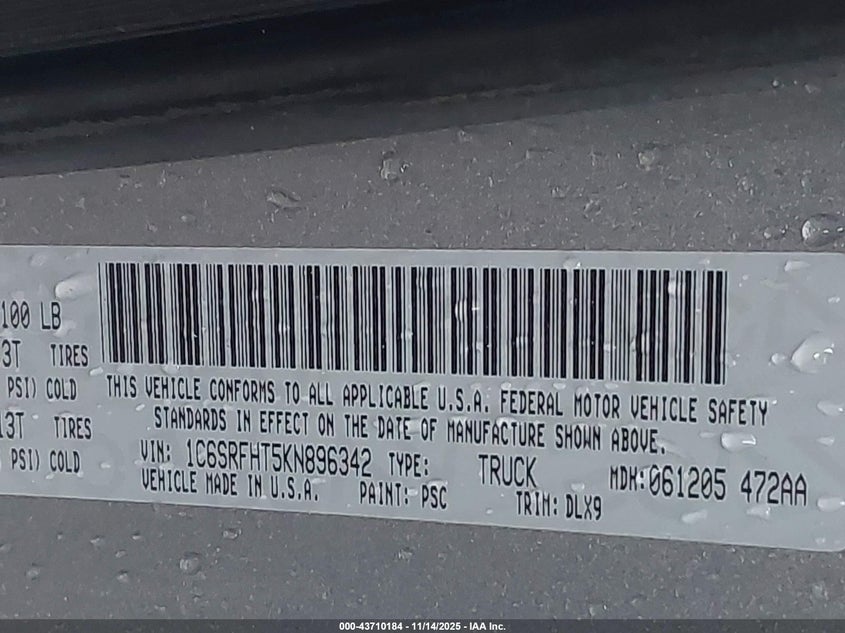 100 LB
3T TIRES
PSI) COLD
13T TIRES
PSI) COLD
THIS VEHICLE CONFORMS TO ALL APPLICABLE U.S.A. FEDERAL MOTOR VEHICLE SAFETY
STANDARDS IN EFFECT ON THE DATE OF MANUFACTURE SHOWN ABOVE.
VIN: 1C6SRFHT5KN896342 TYPE: TRUCK MDH:061205 472AA
VEHICLE MADE IN U.S.A. PAINT: PSC TRIM: DLX9
000-43710184 - 11/14/2025 - IAA Inc.